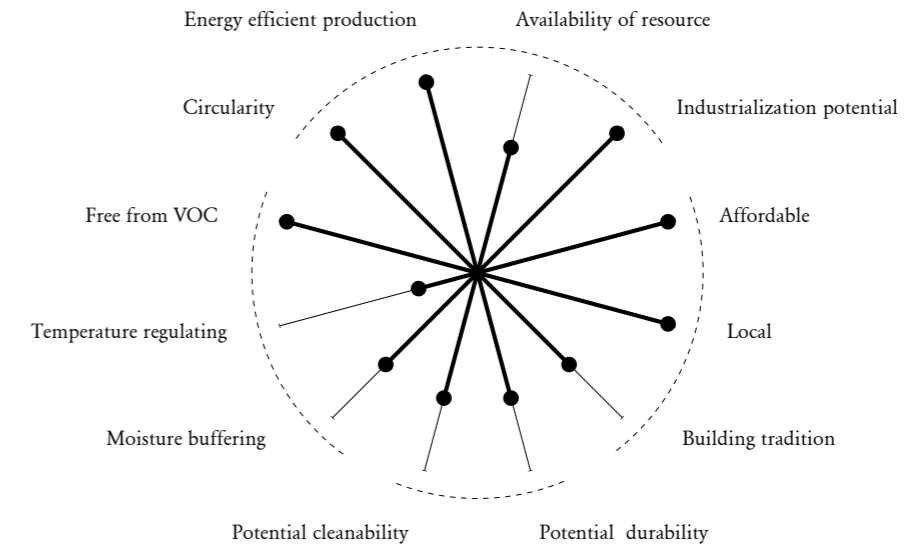 Energy efficient production
Availability of resource
Circularity
Industrialization potential
Free from VOC
Affordable
Temperature regulating
Local
Moisture buffering
Building tradition
Potential cleanability
Potential  durability